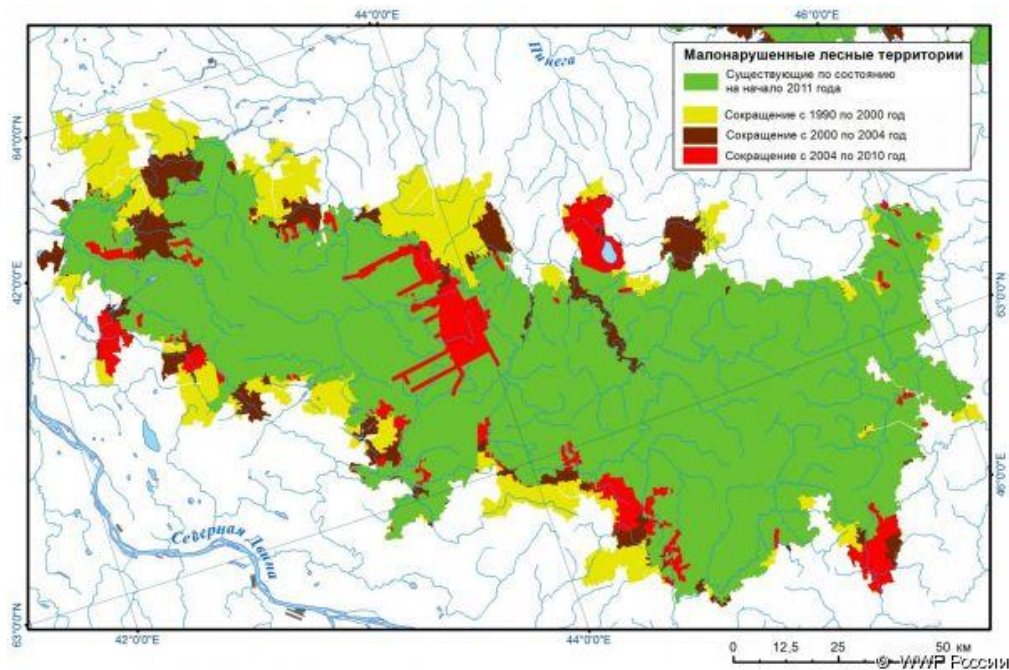 44°0'0"E
46°0'0"E
Пинега
Малонарушенные лесные территории
Существующие по состоянию
на начало 2011 года
Сокращение с 1990 по 2000 год
Сокращение с 2000 по 2004 год
Сокращение с 2004 по 2010 год
64°0'0"N
42°0'0"E
63°0'0"N
46°0'0"E
Северная Двина
63°0'0"N
42°0'0"E
44°0'0"E
0 12,5 25 50 км
© WWF России